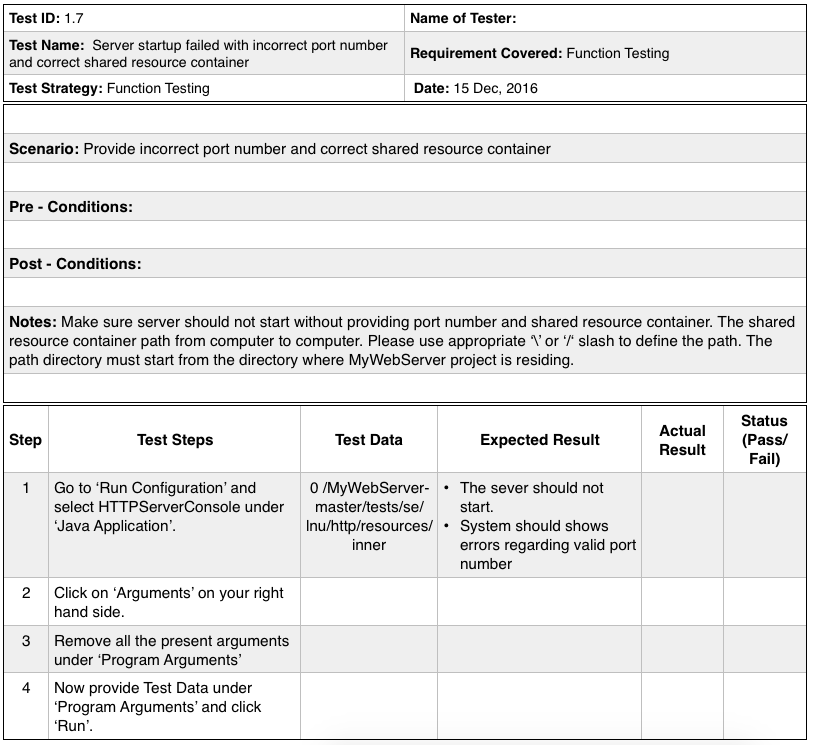 Test ID: 1.7
Name of Tester:
Test Name:  Server startup failed with incorrect port number
and correct shared resource container
Requirement Covered: Function Testing
Test Strategy: Function Testing
Date: 15 Dec, 2016
Scenario: Provide incorrect port number and correct shared resource container
Pre - Conditions:
Post - Conditions:
Notes: Make sure server should not start without providing port number and shared resource container. The shared
resource container path from computer to computer. Please use appropriate ‘\’ or ‘/‘ slash to define the path. The
path directory must start from the directory where MyWebServer project is residing.
Step
Test Steps
Test Data
Expected Result
Actual
Result
Status
(Pass/
Fail)
1
Go to ‘Run Configuration’ and
select HTTPServerConsole under
‘Java Application’.
0 /MyWebServer-
master/tests/se/
lnu/http/resources/
inner
• The sever should not
start.
• System should shows
errors regarding valid port
number
2
Click on ‘Arguments’ on your right
hand side.
3
Remove all the present arguments
under ‘Program Arguments’
4
Now provide Test Data under
‘Program Arguments’ and click
‘Run’.